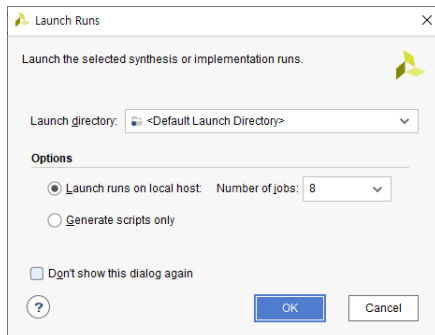 Launch Runs
Launch the selected synthesis or implementation runs.
Launch directory: <Default Launch Directory>
Options
Launch runs on local host: Number of jobs: 8
Generate scripts only
Don't show this dialog again
? OK Cancel